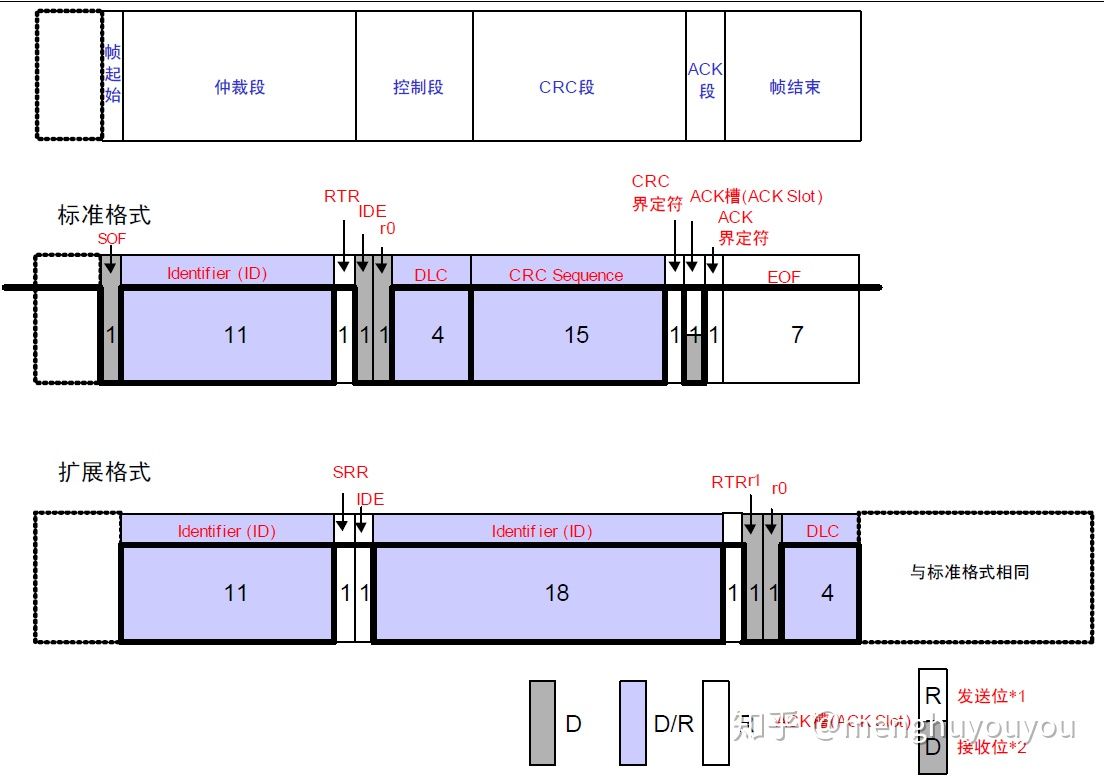 帧起始
仲裁段
控制段
CRC段
ACK段
帧结束
标准格式
SOF
Identifier (ID)
RTR
IDE
r0
DLC
CRC Sequence
CRC
界定符
ACK槽(ACK Slot)
ACK
界定符
EOF
1
11
1
1
1
4
15
1
1
1
7
扩展格式
Identifier (ID)
SRR
IDE
Identifier (ID)
RTR
r1
r0
DLC
11
1
1
18
1
1
1
4
与标准格式相同
D
D/R
R
ACK槽(ACK Slot)
R
发送位*1
D
接收位*2
知乎 @menghuyouyou